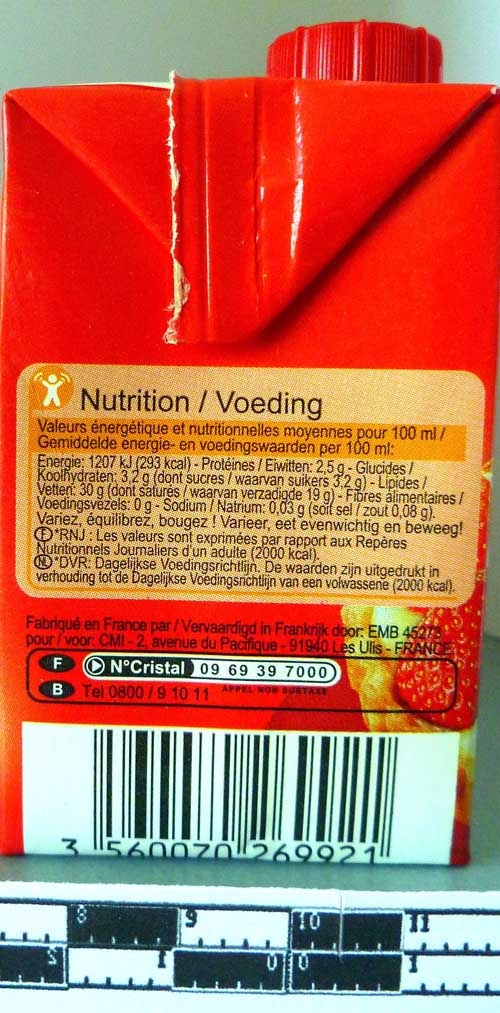 Nutrition / Voeding
Valeurs énergétique et nutritionnelles moyennes pour 100 ml /
Gemiddelde energie- en voedingswaarden per 100 ml:
Energie: 1207 kJ (293 kcal) - Protéines / Eiwitten: 2,5 g - Glucides /
Koolhydraten: 3,2 g (dont sucres / waarvan suikers 3,2 g) - Lipides /
Vetten: 30 g (dont saturés / waarvan verzadigde 19 g) - Fibres alimentaires /
Voedingsvezels: 0 g - Sodium / Natrium: 0,03 g (soit sel / zout 0,08 g).
Variez, équilibrez, bougez ! Varieer, eet evenwichtig en beweeg!
F *RNJ : Les valeurs sont exprimées par rapport aux Repères
Nutritionnels Journaliers d'un adulte (2000 kcal).
NL *DVR: Dagelijkse Voedingsrichtlijn. De waarden zijn uitgedrukt in
verhouding tot de Dagelijkse Voedingsrichtlijn van een volwassene (2000 kcal).
Fabriqué en France par / Vervaardigd in Frankrijk door: EMB 45273
pour / voor: CMI - 2, avenue du Pacifique - 91940 Les Ulis - FRANCE
F N°Cristal 09 69 39 7000
APPEL NON SURTAXÉ
B Tel 0800 / 9 10 11
3 560070 269921
8 9 10 11
2 1 0 0 1